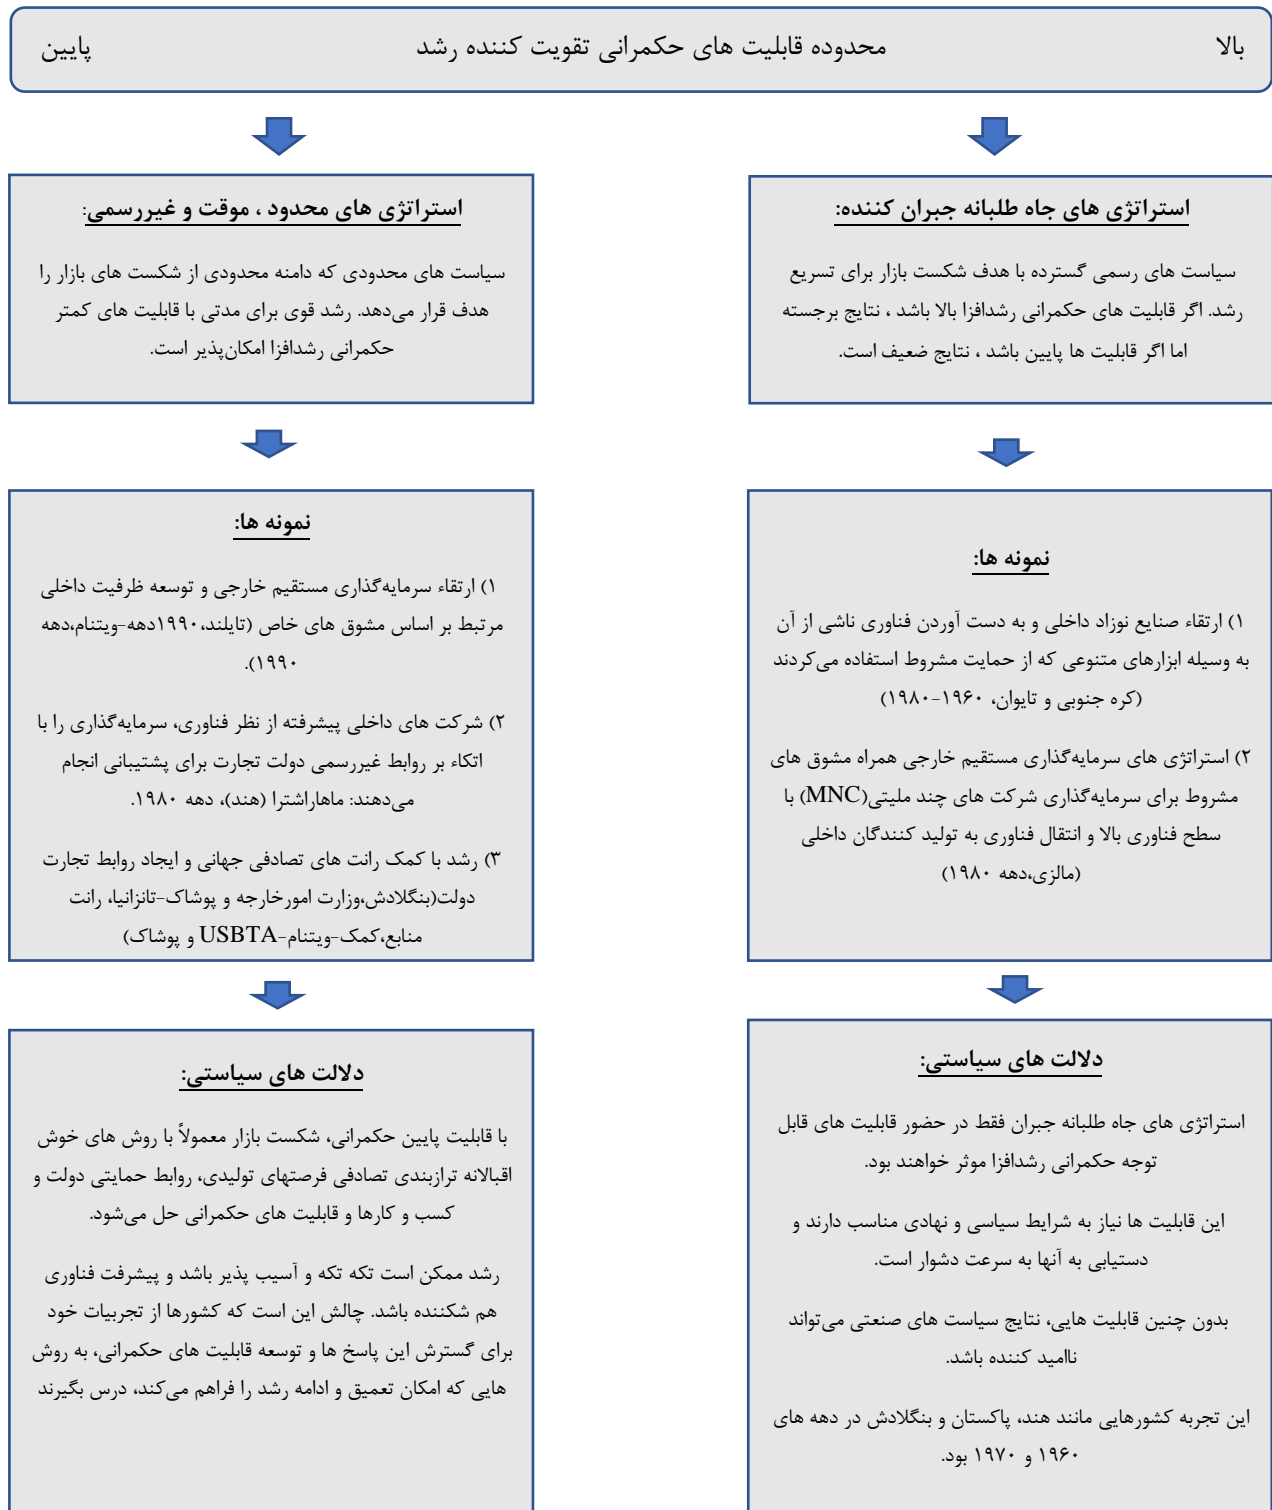 بالا محدوده قابلیت های حکمرانی تقویت کننده رشد پایین
استراتژی های جاه طلبانه جبران کننده:
سیاست های رسمی گسترده با هدف شکست بازار برای تسریع
رشد. اگر قابلیت های حکمرانی رشدافزا بالا باشد ، نتایج برجسته
اما اگر قابلیت ها پایین باشد ، نتایج ضعیف است.
نمونه ها:
۱) ارتقاء صنایع نوزاد داخلی و به دست آوردن فناوری ناشی از آن
به وسیله ابزارهای متنوعی که از حمایت مشروط استفاده می‌کردند
(کره جنوبی و تایوان، ۱۹۶۰-۱۹۸۰)
۲) استراتژی های سرمایه‌گذاری مستقیم خارجی همراه مشوق های
مشروط برای سرمایه‌گذاری شرکت های چند ملیتی(MNC) با
سطح فناوری بالا و انتقال فناوری به تولید کنندگان داخلی
(مالزی،دهه ۱۹۸۰)
دلالت های سیاستی:
استراتژی های جاه طلبانه جبران فقط در حضور قابلیت های قابل
توجه حکمرانی رشدافزا موثر خواهند بود.
این قابلیت ها نیاز به شرایط سیاسی و نهادی مناسب دارند و
دستیابی به آنها به سرعت دشوار است.
بدون چنین قابلیت هایی، نتایج سیاست های صنعتی می‌تواند
ناامید کننده باشد.
این تجربه کشورهایی مانند هند، پاکستان و بنگلادش در دهه های
۱۹۶۰ و ۱۹۷۰ بود.
استراتژی های محدود ، موقت و غیررسمی:
سیاست های محدودی که دامنه محدودی از شکست های بازار را
هدف قرار می‌دهد. رشد قوی برای مدتی با قابلیت های کمتر
حکمرانی رشدافزا امکان‌پذیر است.
نمونه ها:
۱) ارتقاء سرمایه‌گذاری مستقیم خارجی و توسعه ظرفیت داخلی
مرتبط بر اساس مشوق های خاص (تایلند،۱۹۹۰دهه-ویتنام،دهه
۱۹۹۰).
۲) شرکت های داخلی پیشرفته از نظر فناوری، سرمایه‌گذاری را با
اتکاء بر روابط غیررسمی دولت تجارت برای پشتیبانی انجام
می‌دهند: ماهاراشترا (هند)، دهه ۱۹۸۰.
۳) رشد با کمک رانت های تصادفی جهانی و ایجاد روابط تجارت
دولت(بنگلادش،وزارت امورخارجه و پوشاک-تانزانیا، رانت
منابع،کمک-ویتنام-USBTA و پوشاک)
دلالت های سیاستی:
با قابلیت پایین حکمرانی، شکست بازار معمولاً با روش های خوش
اقبالانه ترازبندی تصادفی فرصتهای تولیدی، روابط حمایتی دولت و
کسب و کارها و قابلیت های حکمرانی حل می‌شود.
رشد ممکن است تکه تکه و آسیب پذیر باشد و پیشرفت فناوری
هم شکننده باشد. چالش این است که کشورها از تجربیات خود
برای گسترش این پاسخ ها و توسعه قابلیت های حکمرانی، به روش
هایی که امکان تعمیق و ادامه رشد را فراهم می‌کند، درس بگیرند